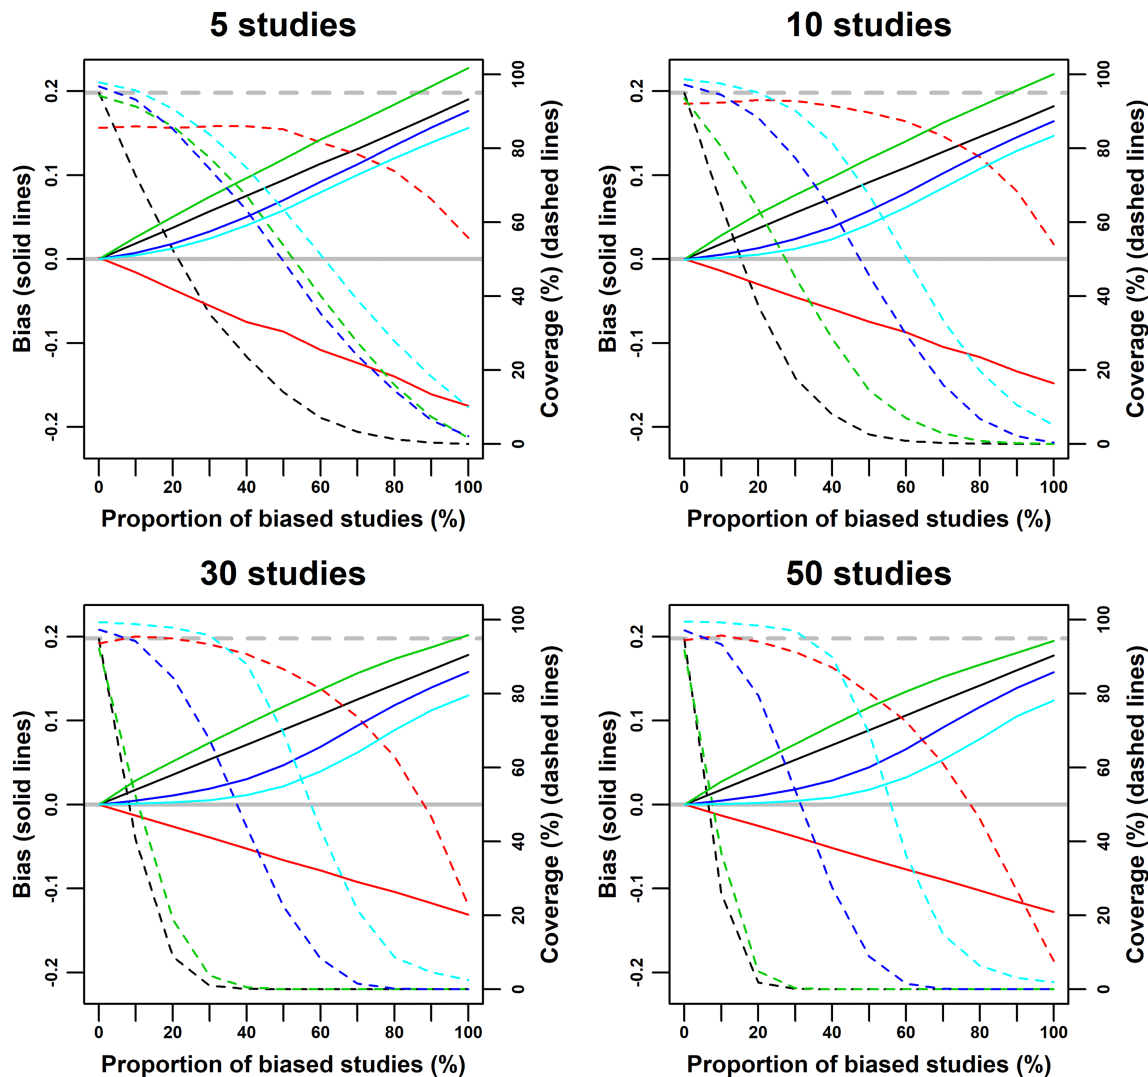 5 studies
Bias (solid lines)
0.2
0.1
0.0
-0.1
-0.2
100
80
60
40
20
0
Coverage (%) (dashed lines)
0 20 40 60 80 100
Proportion of biased studies (%)
10 studies
Bias (solid lines)
0.2
0.1
0.0
-0.1
-0.2
100
80
60
40
20
0
Coverage (%) (dashed lines)
0 20 40 60 80 100
Proportion of biased studies (%)
30 studies
Bias (solid lines)
0.2
0.1
0.0
-0.1
-0.2
100
80
60
40
20
0
Coverage (%) (dashed lines)
0 20 40 60 80 100
Proportion of biased studies (%)
50 studies
Bias (solid lines)
0.2
0.1
0.0
-0.1
-0.2
100
80
60
40
20
0
Coverage (%) (dashed lines)
0 20 40 60 80 100
Proportion of biased studies (%)